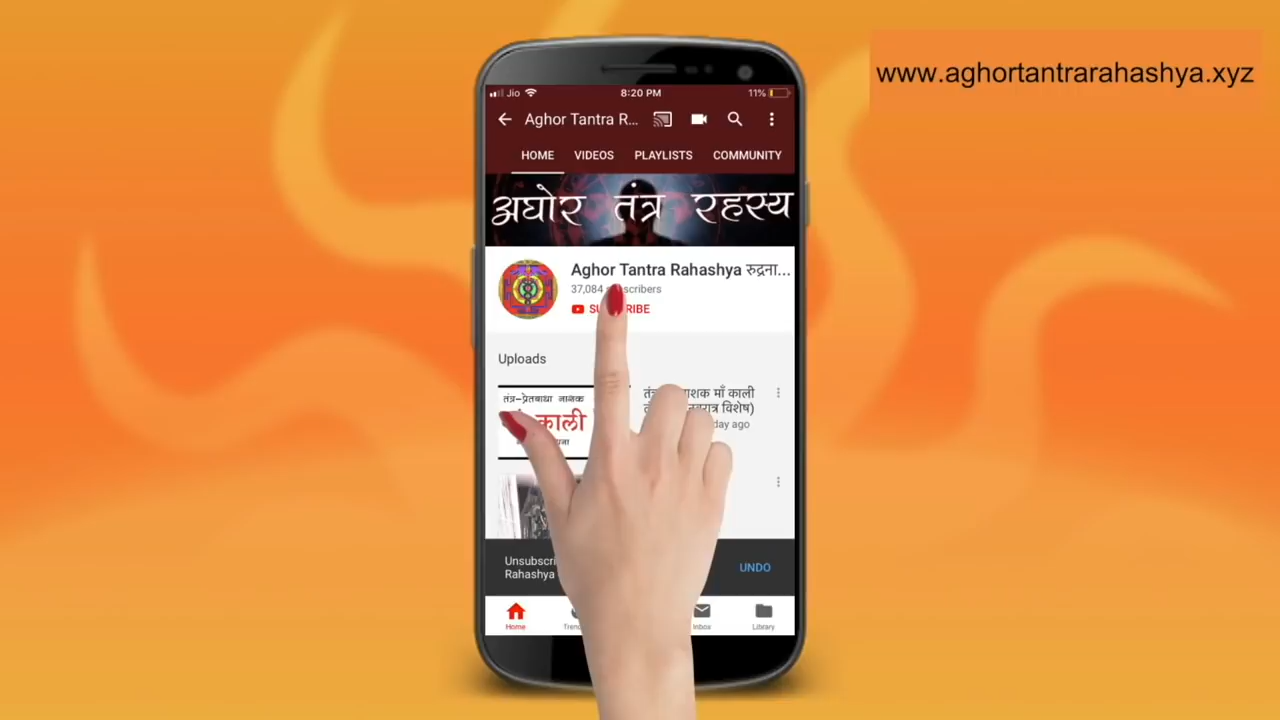 www.aghortantrarahashya.xyz
Jio 8:20 PM 11%
Aghor Tantra R...
HOME VIDEOS PLAYLISTS COMMUNITY
अघोर तंत्र रहस्य
Aghor Tantra Rahashya रुद्रना...
37,084
SUBSCRIBE
Uploads
तंत्र-प्रेतबाधा नाशक
काली
माँ काली
विशेष)
day ago
Rahashya
UNDO
Home Inbox Library